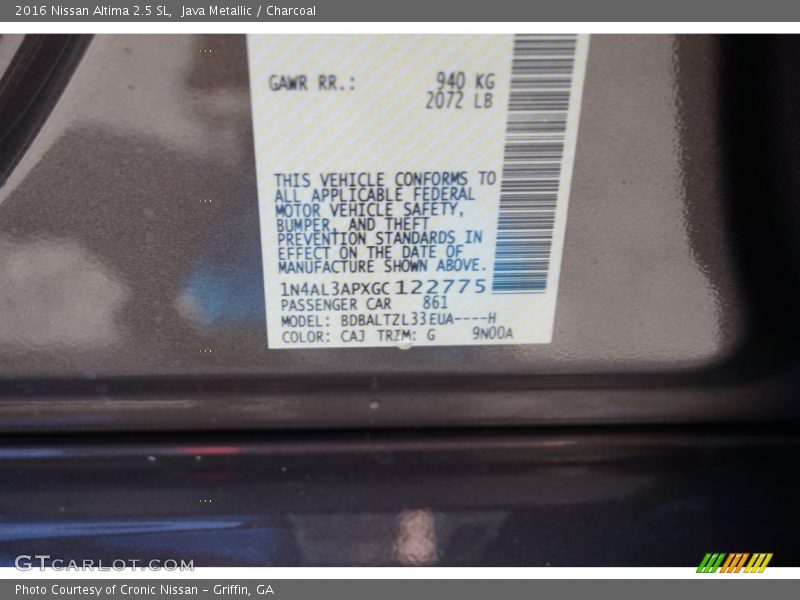 2016 Nissan Altima 2.5 SL, Java Metallic / Charcoal
GAWR RR.: 940 KG
2072 LB
THIS VEHICLE CONFORMS TO
ALL APPLICABLE FEDERAL
MOTOR VEHICLE SAFETY,
BUMPER, AND THEFT
PREVENTION STANDARDS IN
EFFECT ON THE DATE OF
MANUFACTURE SHOWN ABOVE.
1N4AL3APXGC122775
PASSENGER CAR 861
MODEL: BDBALTZL33EUA----H
COLOR: CAJ TRIM: G 9N00A
GTCARLOT.COM
Photo Courtesy of Cronic Nissan - Griffin, GA